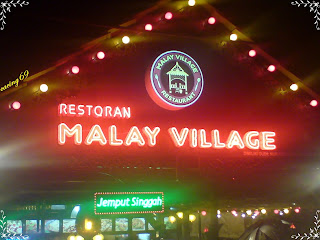 MALAY VILLAGE
RESTAURANT
RESTORAN
MALAY VILLAGE
Jemput Singgah